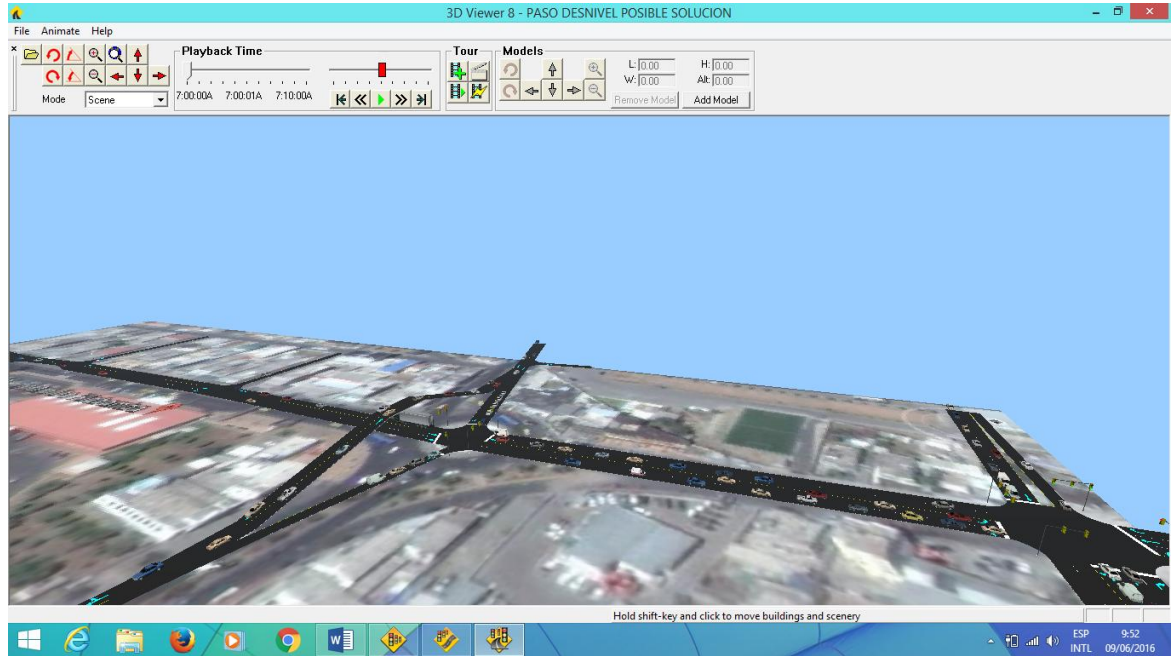 3D Viewer 8 - PASO DESNIVEL POSIBLE SOLUCION
File Animate Help
Playback Time
Tour
Models
L: 0.00
H: 0.00
W: 0.00
Alt: 0.00
Mode
Scene
7:00:00A 7:00:01A 7:10:00A
Remove Model
Add Model
Hold shift-key and click to move buildings and scenery
ESP
INTL
9:52
09/06/2016